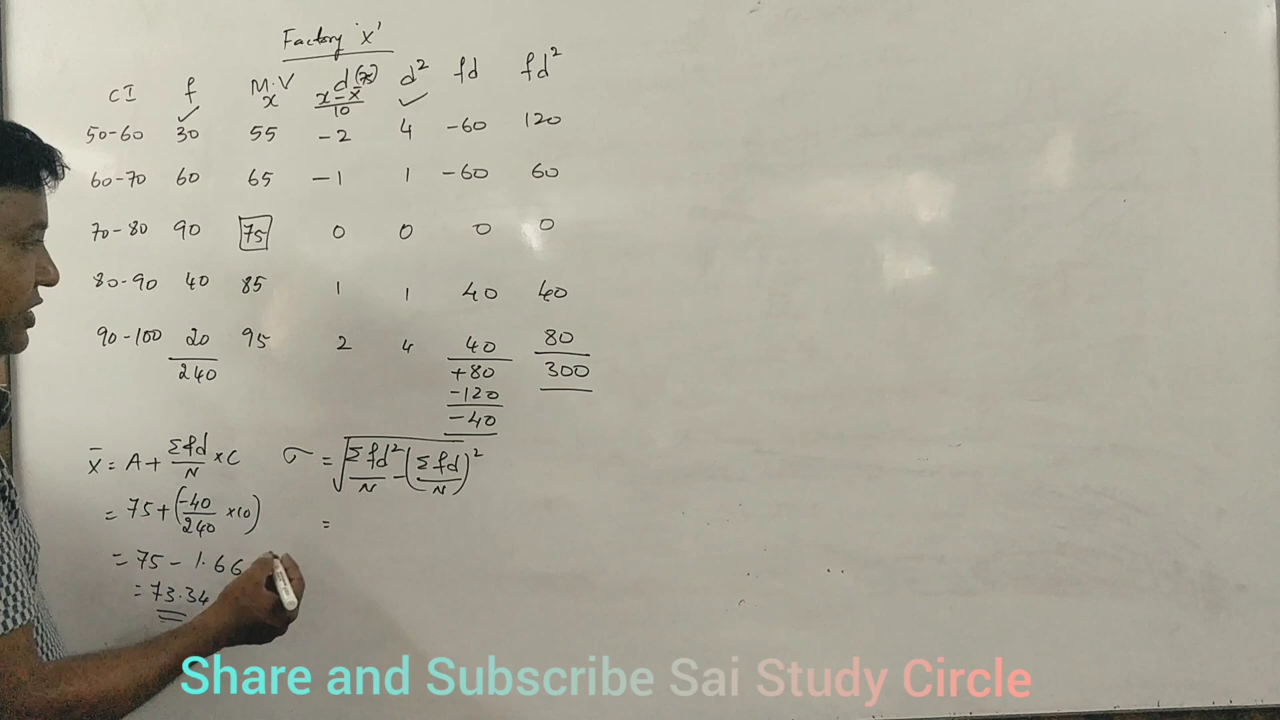 Factory 'X'
CI f M.V x d(75) x-x̄/10 d² fd fd²
50-60 30 55 -2 4 -60 120
60-70 60 65 -1 1 -60 60
70-80 90 75 0 0 0 0
80-90 40 85 1 1 40 40
90-100 20 95 2 4 40 80
240 +80 300
-120
-40
X̄ = A + Σfd/N × C
= 75 + (-40/240 × 10)
= 75 - 1.66
= 73.34
σ = √Σfd²/N - (Σfd/N)²
=
Share and Subscribe Sai Study Circle